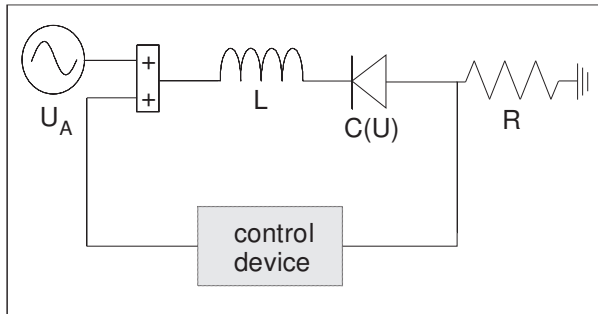 +
+
U_A
L
C(U)
R
control
device